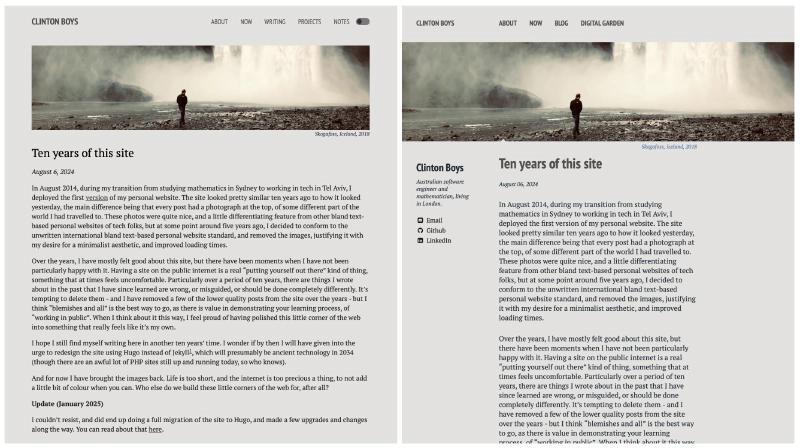 CLINTON BOYS
ABOUT NOW WRITING PROJECTS NOTES
Skogafoss, Iceland, 2018
Ten years of this site
August 6, 2024
In August 2014, during my transition from studying mathematics in Sydney to working in tech in Tel Aviv, I
deployed the first version of my personal website. The site looked pretty similar ten years ago to how it looked
yesterday, the main difference being that every post had a photograph at the top, of some different part of the
world I had travelled to. These photos were quite nice, and a little differentiating feature from other bland text-
based personal websites of tech folks, but at some point around five years ago, I decided to conform to the
unwritten international bland text-based personal website standard, and removed the images, justifying it with
my desire for a minimalist aesthetic, and improved loading times.
Over the years, I have mostly felt good about this site, but there have been moments when I have not been
particularly happy with it. Having a site on the public internet is a real "putting yourself out there" kind of thing,
something that at times feels uncomfortable. Particularly over a period of ten years, there are things I wrote
about in the past that I have since learned are wrong, or misguided, or should be done completely differently. It's
tempting to delete them - and I have removed a few of the lower quality posts from the site over the years - but I
think "blemishes and all" is the best way to go, as there is value in demonstrating your learning process, of
"working in public". When I think about it this way, I feel proud of having polished this little corner of the web
into something that really feels like it's my own.
I hope I still find myself writing here in another ten years' time. I wonder if by then I will have given into the
urge to redesign the site using Hugo instead of Jekyll1, which will presumably be ancient technology in 2034
(though there are an awful lot of PHP sites still up and running today, so who knows).
And for now I have brought the images back. Life is too short, and the internet is too precious a thing, to not add
a little bit of colour when you can. Who else do we build these little corners of the web for, after all?
Update (January 2025)
I couldn't resist, and did end up doing a full migration of the site to Hugo, and made a few upgrades and changes
along the way. You can read about that here.
CLINTON BOYS
ABOUT NOW BLOG DIGITAL GARDEN
Skogafoss, Iceland, 2018
Clinton Boys
Australian software
engineer and
mathematician, living
in London.
Email
Github
LinkedIn
Ten years of this site
August 06, 2024
In August 2014, during my transition from studying
mathematics in Sydney to working in tech in Tel Aviv, I
deployed the first version of my personal website. The site
looked pretty similar ten years ago to how it looked yesterday,
the main difference being that every post had a photograph at
the top, of some different part of the world I had travelled to.
These photos were quite nice, and a little differentiating
feature from other bland text-based personal websites of tech
folks, but at some point around five years ago, I decided to
conform to the unwritten international bland text-based
personal website standard, and removed the images, justifying
it with my desire for a minimalist aesthetic, and improved
loading times.
Over the years, I have mostly felt good about this site, but
there have been moments when I have not been particularly
happy with it. Having a site on the public internet is a real
"putting yourself out there" kind of thing, something that at
times feels uncomfortable. Particularly over a period of ten
years, there are things I wrote about in the past that I have
since learned are wrong, or misguided, or should be done
completely differently. It's tempting to delete them - and I
have removed a few of the lower quality posts from the site
over the years - but I think "blemishes and all" is the best way
to go, as there is value in demonstrating your learning
process, of "working in public". When I think about it this way